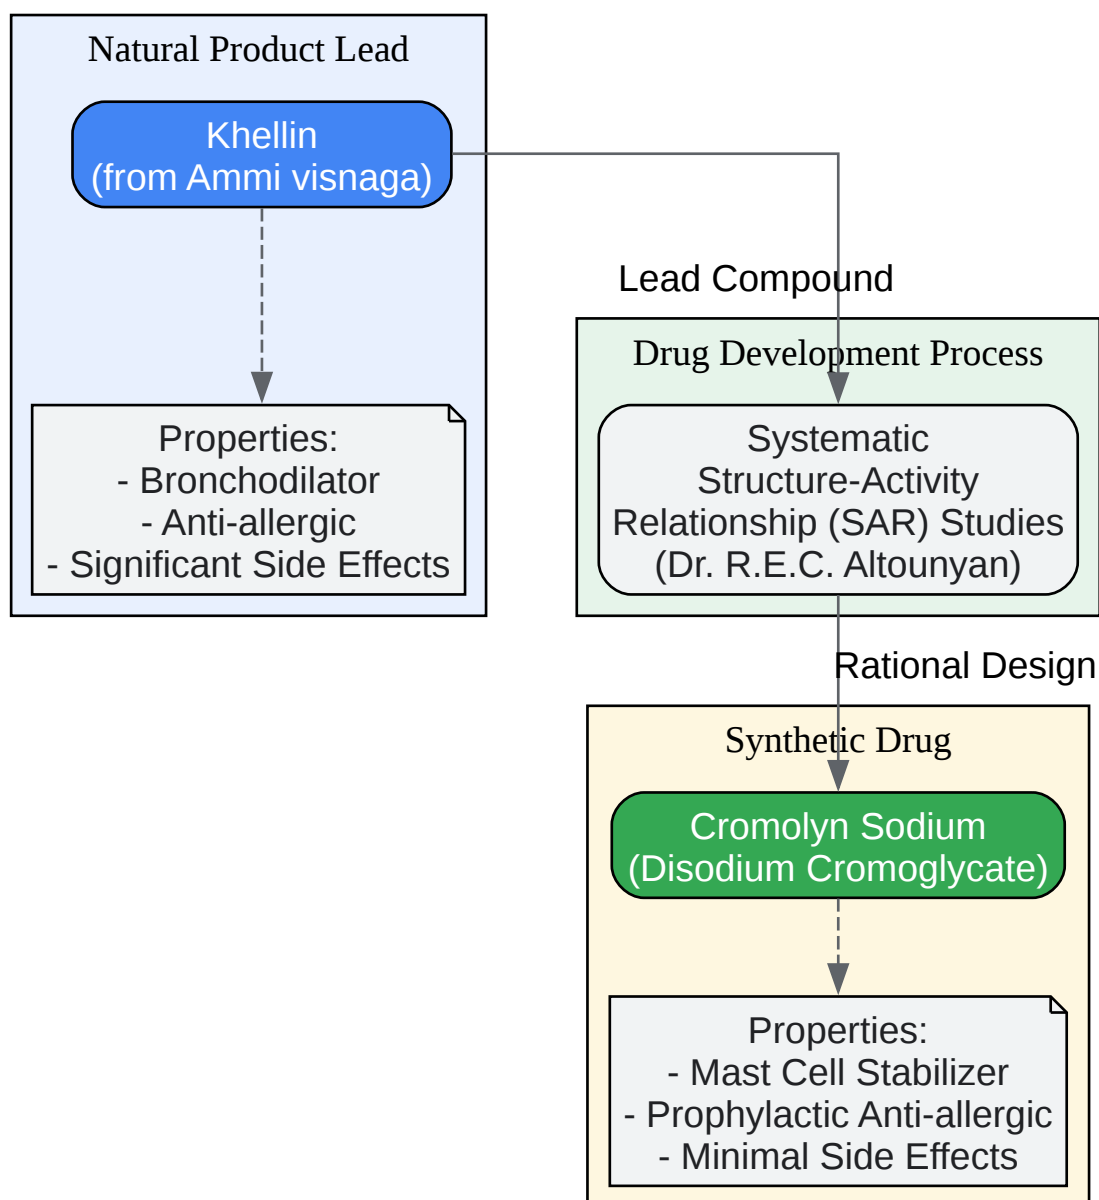 Natural Product Lead
Khellin
(from Ammi visnaga)
Properties:
- Bronchodilator
- Anti-allergic
- Significant Side Effects
Lead Compound
Drug Development Process
Systematic
Structure-Activity
Relationship (SAR) Studies
(Dr. R.E.C. Altounyan)
Rational Design
Synthetic Drug
Cromolyn Sodium
(Disodium Cromoglycate)
Properties:
- Mast Cell Stabilizer
- Prophylactic Anti-allergic
- Minimal Side Effects